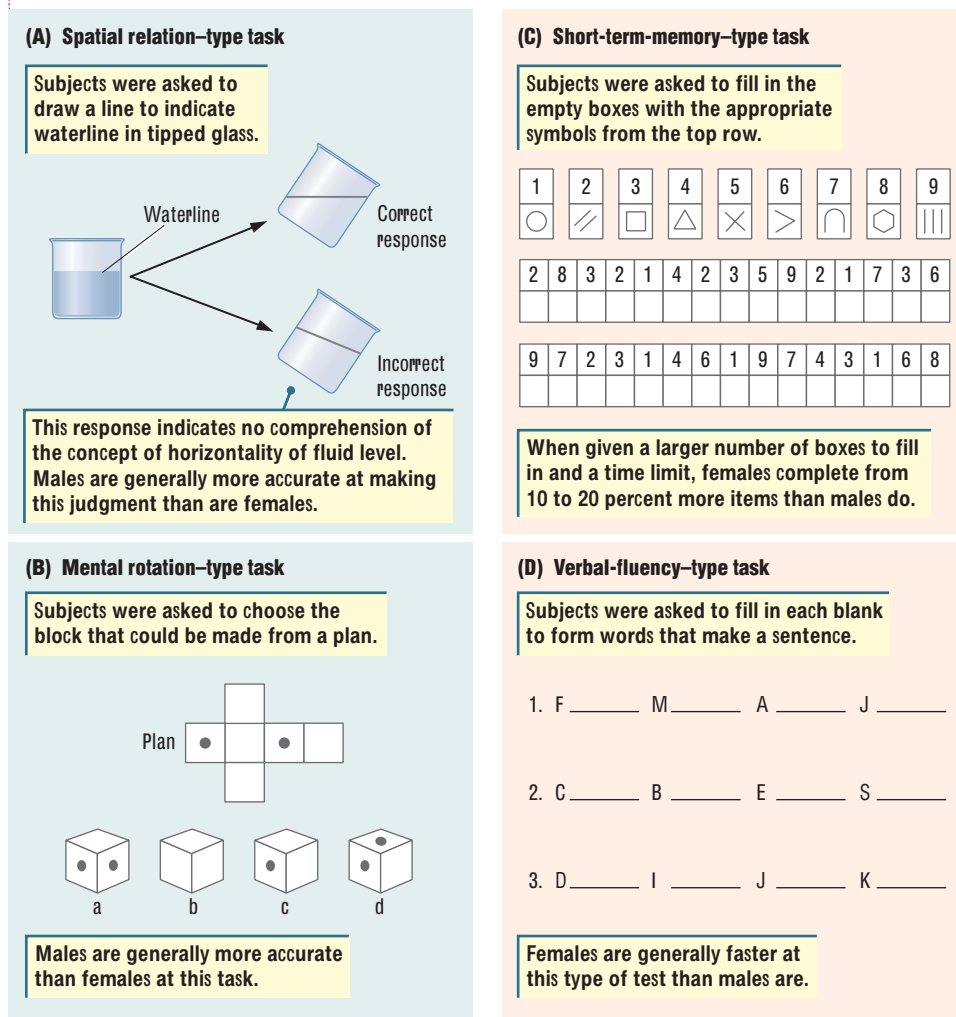 (A) Spatial relation–type task
Subjects were asked to
draw a line to indicate
waterline in tipped glass.
Waterline
Correct
response
Incorrect
response
This response indicates no comprehension of
the concept of horizontality of fluid level.
Males are generally more accurate at making
this judgment than are females.
(B) Mental rotation–type task
Subjects were asked to choose the
block that could be made from a plan.
Plan
a b c d
Males are generally more accurate
than females at this task.
(C) Short-term-memory–type task
Subjects were asked to fill in the
empty boxes with the appropriate
symbols from the top row.
1 2 3 4 5 6 7 8 9
2 8 3 2 1 4 2 3 5 9 2 1 7 3 6
9 7 2 3 1 4 6 1 9 7 4 3 1 6 8
When given a larger number of boxes to fill
in and a time limit, females complete from
10 to 20 percent more items than males do.
(D) Verbal-fluency–type task
Subjects were asked to fill in each blank
to form words that make a sentence.
1. F ______ M ______ A ______ J ______
2. C ______ B ______ E ______ S ______
3. D ______ I ______ J ______ K ______
Females are generally faster at
this type of test than males are.